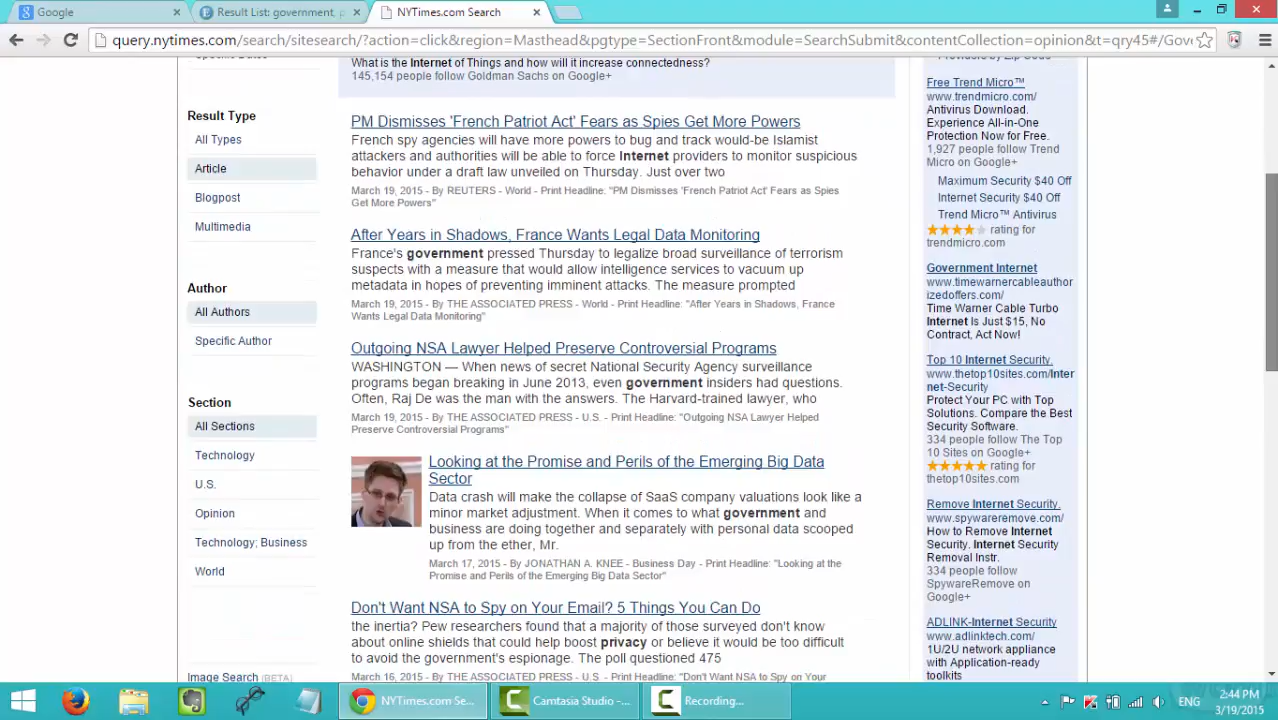 Google
Result List: government, p
NYTimes.com Search
query.nytimes.com/search/sitesearch/?action=click&region=Masthead&pgtype=SectionFront&module=SearchSubmit&contentCollection=opinion&t=qry45#/Gov
What is the Internet of Things and how will it increase connectedness?
145,154 people follow Goldman Sachs on Google+
Result Type
All Types
Article
Blogpost
Multimedia
Author
All Authors
Specific Author
Section
All Sections
Technology
U.S.
Opinion
Technology; Business
World
Image Search (BETA)
PM Dismisses 'French Patriot Act' Fears as Spies Get More Powers
French spy agencies will have more powers to bug and track would-be Islamist
attackers and authorities will be able to force Internet providers to monitor suspicious
behavior under a draft law unveiled on Thursday. Just over two
March 19, 2015 - By REUTERS - World - Print Headline: "PM Dismisses 'French Patriot Act' Fears as Spies
Get More Powers"
After Years in Shadows, France Wants Legal Data Monitoring
France's government pressed Thursday to legalize broad surveillance of terrorism
suspects with a measure that would allow intelligence services to vacuum up
metadata in hopes of preventing imminent attacks. The measure prompted
March 19, 2015 - By THE ASSOCIATED PRESS - World - Print Headline: "After Years in Shadows, France
Wants Legal Data Monitoring"
Outgoing NSA Lawyer Helped Preserve Controversial Programs
WASHINGTON — When news of secret National Security Agency surveillance
programs began breaking in June 2013, even government insiders had questions.
Often, Raj De was the man with the answers. The Harvard-trained lawyer, who
March 19, 2015 - By THE ASSOCIATED PRESS - U.S. - Print Headline: "Outgoing NSA Lawyer Helped
Preserve Controversial Programs"
Looking at the Promise and Perils of the Emerging Big Data
Sector
Data crash will make the collapse of SaaS company valuations look like a
minor market adjustment. When it comes to what government and
business are doing together and separately with personal data scooped
up from the ether, Mr.
March 17, 2015 - By JONATHAN A. KNEE - Business Day - Print Headline: "Looking at the
Promise and Perils of the Emerging Big Data Sector"
Don't Want NSA to Spy on Your Email? 5 Things You Can Do
the inertia? Pew researchers found that a majority of those surveyed don't know
about online shields that could help boost privacy or believe it would be too difficult
to avoid the government's espionage. The poll questioned 475
March 16, 2015 - By THE ASSOCIATED PRESS - U.S. - Print Headline: "Don't Want NSA to Spy on Your
Free Trend Micro™
www.trendmicro.com/
Antivirus Download.
Experience All-in-One
Protection Now for Free.
1,927 people follow Trend
Micro on Google+
Maximum Security $40 Off
Internet Security $40 Off
Trend Micro™ Antivirus
rating for
trendmicro.com
Government Internet
www.timewarnercableauthor
izedoffers.com/
Time Warner Cable Turbo
Internet Is Just $15, No
Contract, Act Now!
Top 10 Internet Security.
www.thetop10sites.com/Inter
net-Security
Protect Your PC with Top
Solutions. Compare the Best
Security Software.
334 people follow The Top
10 Sites on Google+
rating for
thetop10sites.com
Remove Internet Security.
www.spywareremove.com/
How to Remove Internet
Security. Internet Security
Removal Instr.
334 people follow
SpywareRemove on
Google+
ADLINK-Internet Security
www.adlinktech.com/
1U/2U network appliance
with Application-ready
toolkits
NYTimes.com Se...
Camtasia Studio -...
Recording...
ENG
2:44 PM
3/19/2015